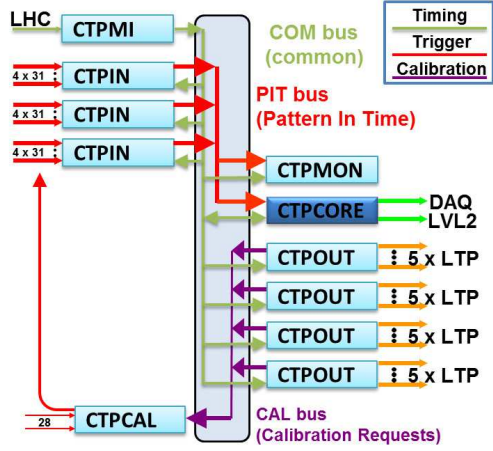 LHC
CTPMI
COM bus
(common)
Timing
Trigger
Calibration
4 x 31
CTPIN
4 x 31
CTPIN
4 x 31
CTPIN
PIT bus
(Pattern In Time)
CTPMON
CTPCORE
DAQ
LVL2
CTPOUT
5 x LTP
CTPOUT
5 x LTP
CTPOUT
5 x LTP
CTPOUT
5 x LTP
28
CTPCAL
CAL bus
(Calibration Requests)